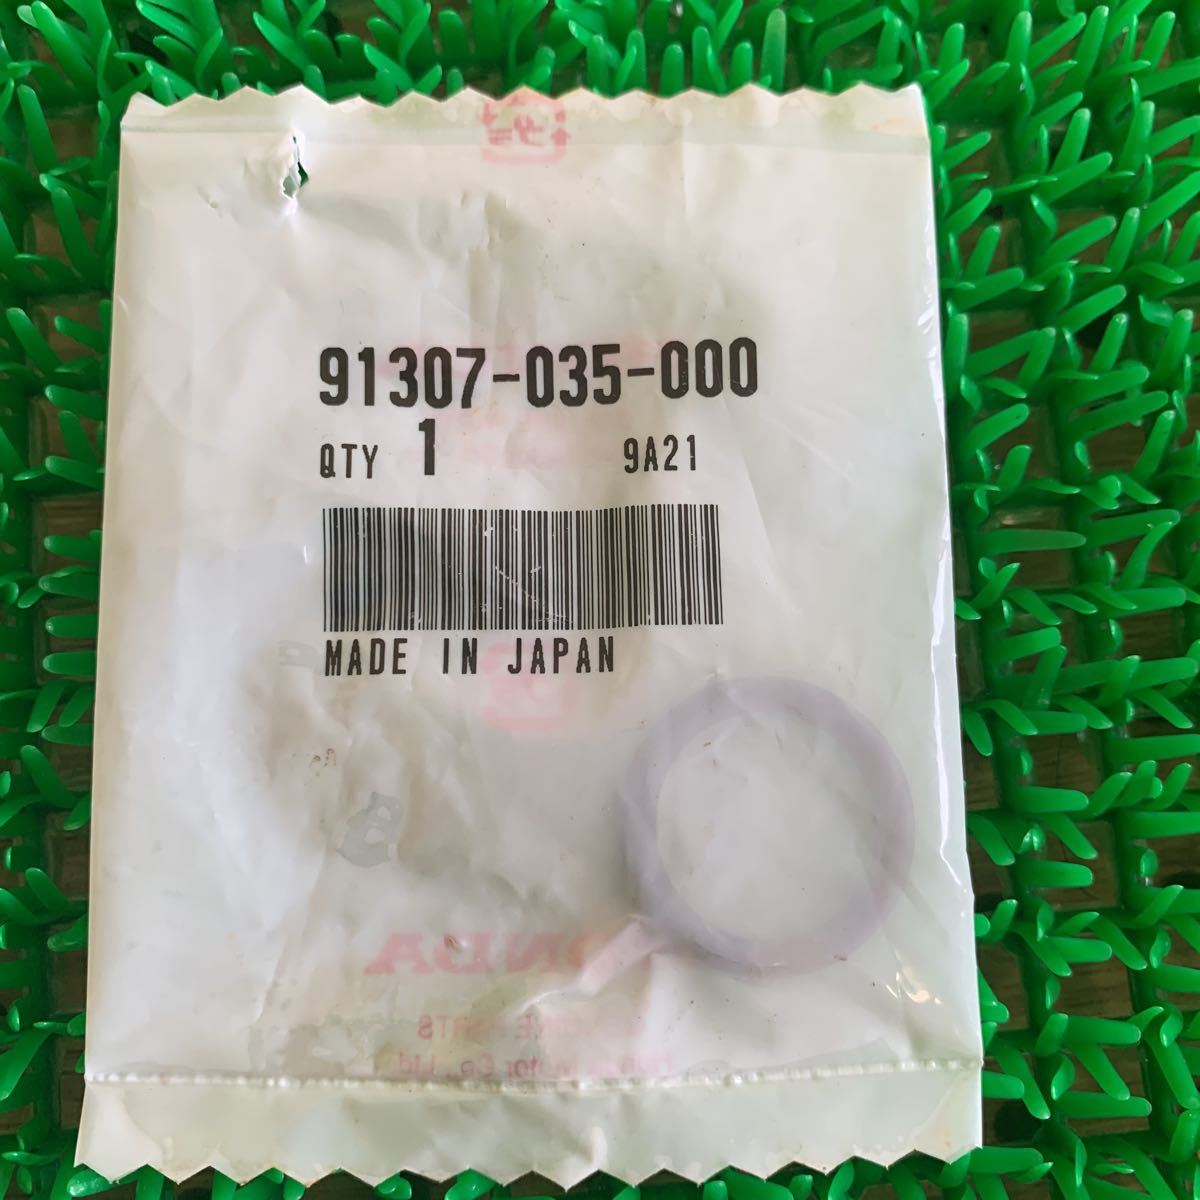 91307-035-000
QTY 1 9A21
MADE IN JAPAN